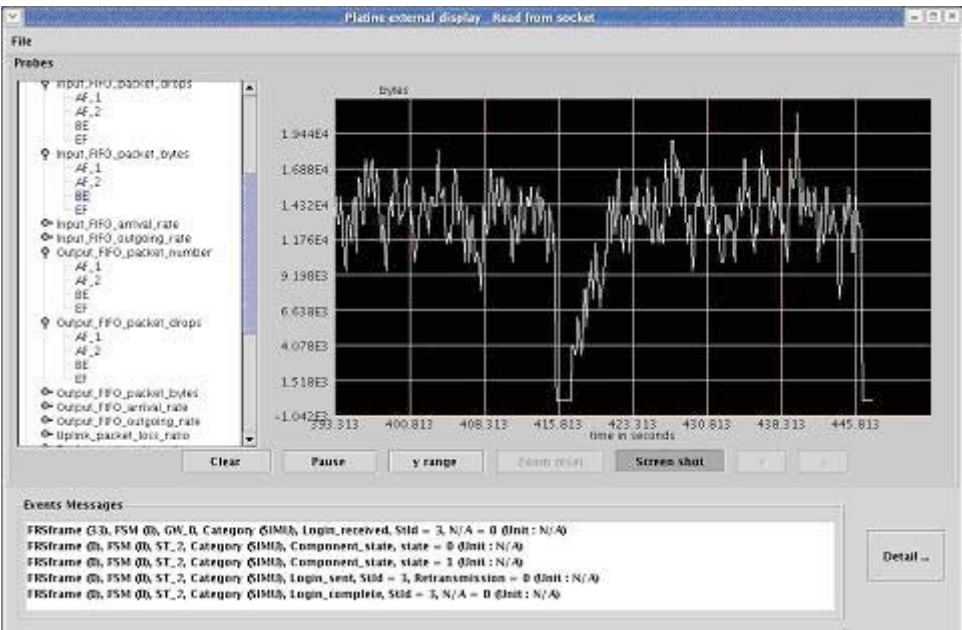 Platine external display Read from socket
File
Probes
Input_FIFO_packet_drops
AF_1
AF_2
BE
EF
Input_FIFO_packet_bytes
AF_1
AF_2
BE
EF
Input_FIFO_arrival_rate
Input_FIFO_outgoing_rate
Output_FIFO_packet_number
AF_1
AF_2
BE
EF
Output_FIFO_packet_drops
AF_1
AF_2
BE
EF
Output_FIFO_packet_bytes
Output_FIFO_arrival_rate
Output_FIFO_outgoing_rate
Uplink_packet_loss_ratio
bytes
1.944E4
1.688E4
1.432E4
1.176E4
9.198E3
6.638E3
4.078E3
1.518E3
-1.042E3
393.313 400.813 408.313 415.813 423.313 430.813 438.313 445.813
time in seconds
Clear Pause y range Zoom reset Screen shot
Events Messages
FRSframe (33), FSM (0), GW_0, Category (SIMU), Login_received, StId = 3, N/A = 0 (Unit : N/A)
FRSframe (0), FSM (0), ST_2, Category (SIMU), Component_state, state = 0 (Unit : N/A)
FRSframe (0), FSM (0), ST_2, Category (SIMU), Component_state, state = 1 (Unit : N/A)
FRSframe (0), FSM (0), ST_2, Category (SIMU), Login_sent, StId = 3, Retransmission = 0 (Unit : N/A)
FRSframe (0), FSM (0), ST_2, Category (SIMU), Login_complete, StId = 3, N/A = 0 (Unit : N/A)
Detail ...